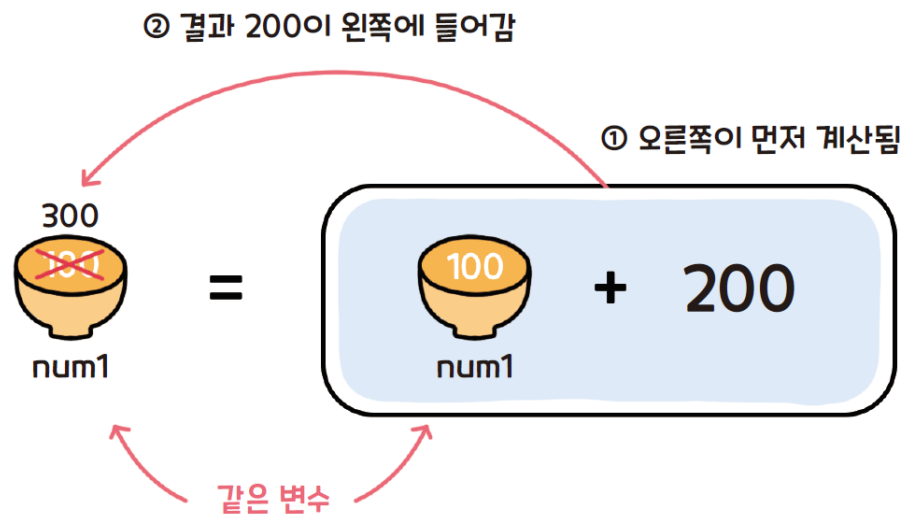 ② 결과 200이 왼쪽에 들어감
① 오른쪽이 먼저 계산됨
300
100
=
100
+
200
num1
num1
같은 변수